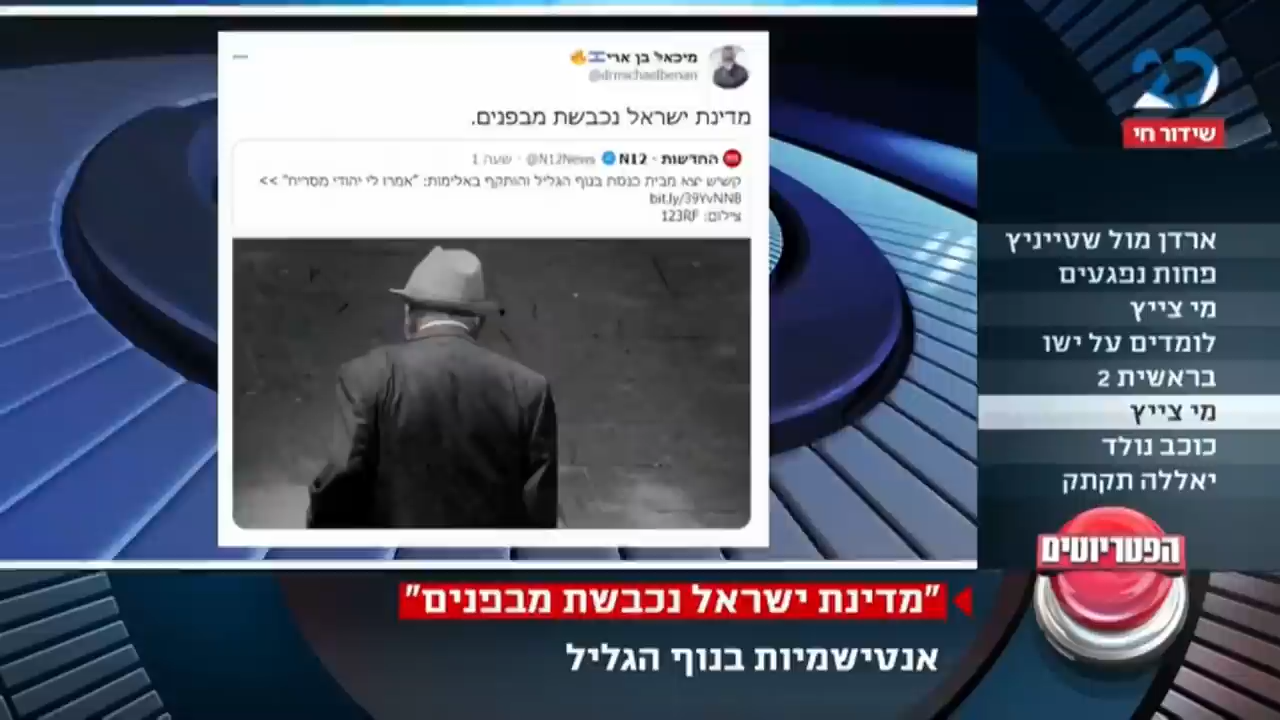 מיכאל בן ארי
@drmichaelbenari
מדינת ישראל נכבשת מבפנים.
החדשות - N12 @N12News · שעה 1
קשיש יצא מבית כנסת בנוף הגליל והותקף באלימות: "אמרו לי יהודי מסריח" >>
bit.ly/39YvNNB
צילום: 123RF
20
שידור חי
ארדן מול שטייניץ
פחות נפגעים
מי צייץ
לומדים על ישו
בראשית 2
מי צייץ
כוכב נולד
יאללה תקתק
הפטריוטים
"מדינת ישראל נכבשת מבפנים"
אנטישמיות בנוף הגליל